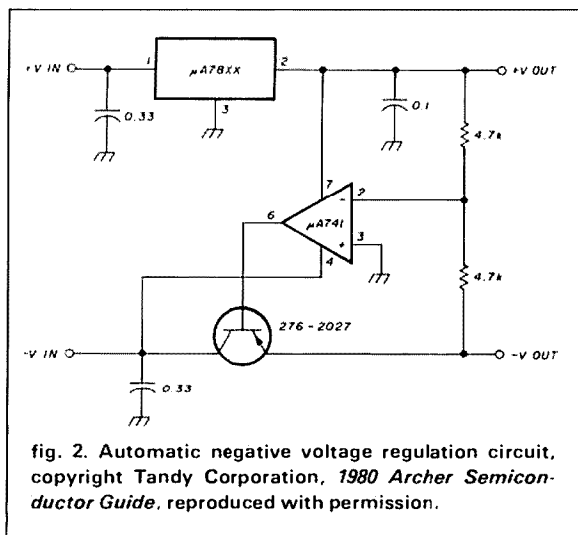 +V IN
1
μA78XX
2
+V OUT
3
0.33
0.1
4.7k
7
2
6
μA741
-
+
3
4
4.7k
276-2027
-V IN
-V OUT
0.33
fig. 2. Automatic negative voltage regulation circuit,
copyright Tandy Corporation, 1980 Archer Semicon-
ductor Guide, reproduced with permission.